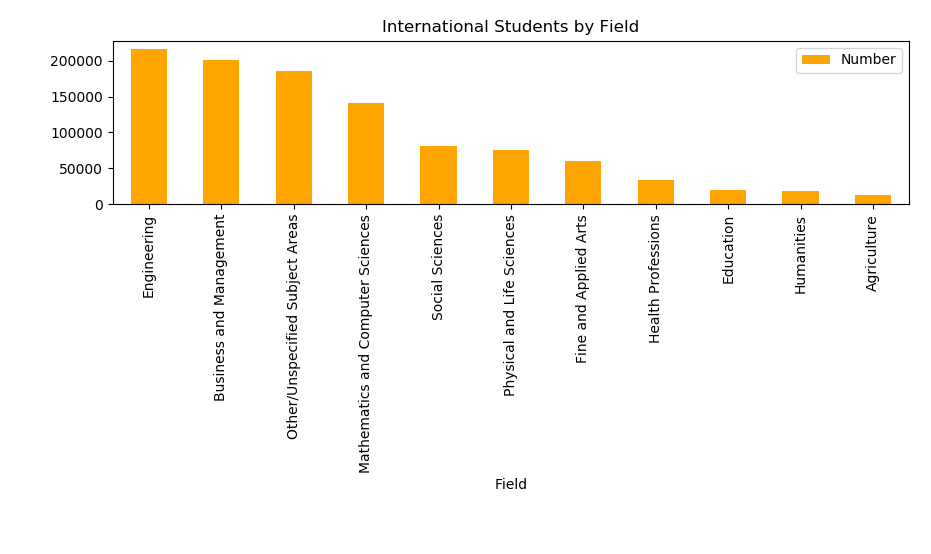 International Students by Field
Number
200000
150000
100000
50000
0
Engineering
Business and Management
Other/Unspecified Subject Areas
Mathematics and Computer Sciences
Social Sciences
Physical and Life Sciences
Fine and Applied Arts
Health Professions
Education
Humanities
Agriculture
Field